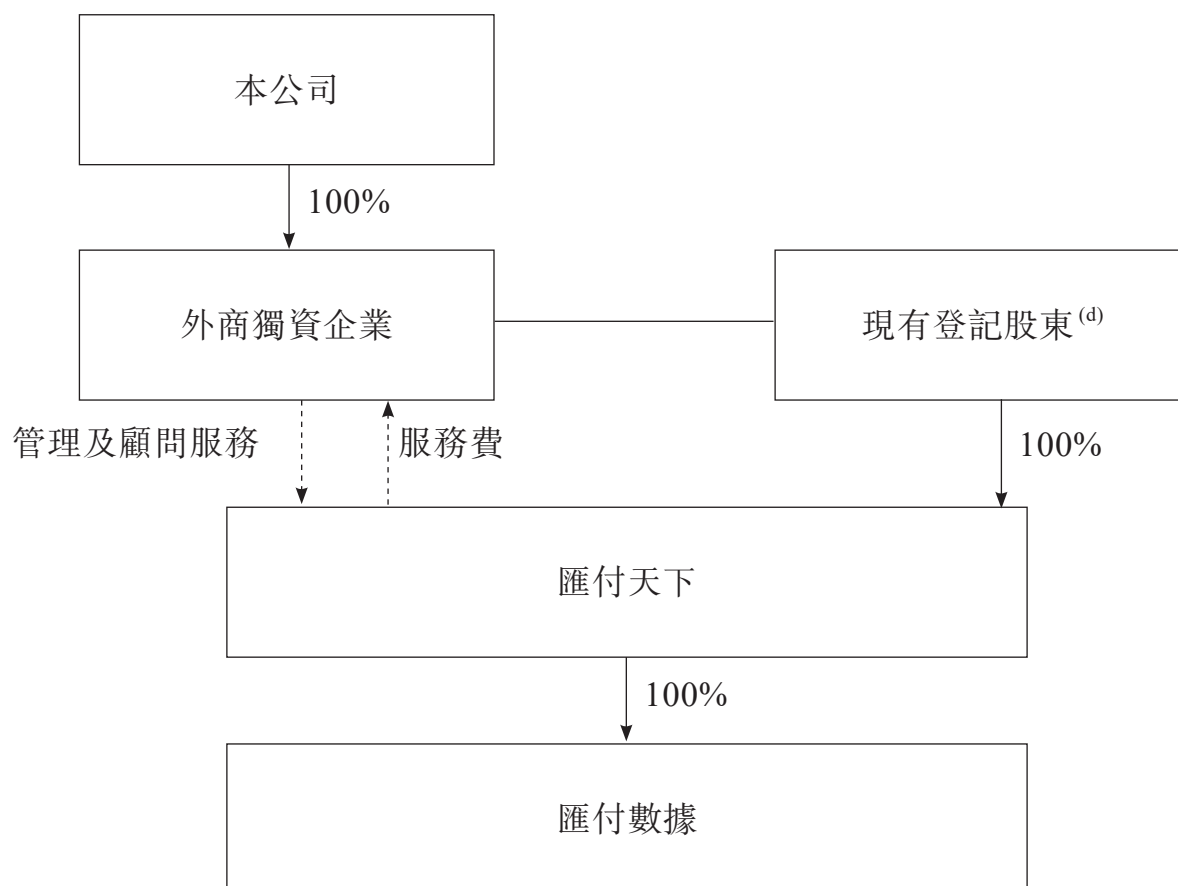 本公司
100%
外商獨資企業
現有登記股東(d)
管理及顧問服務
服務費
100%
匯付天下
100%
匯付數據